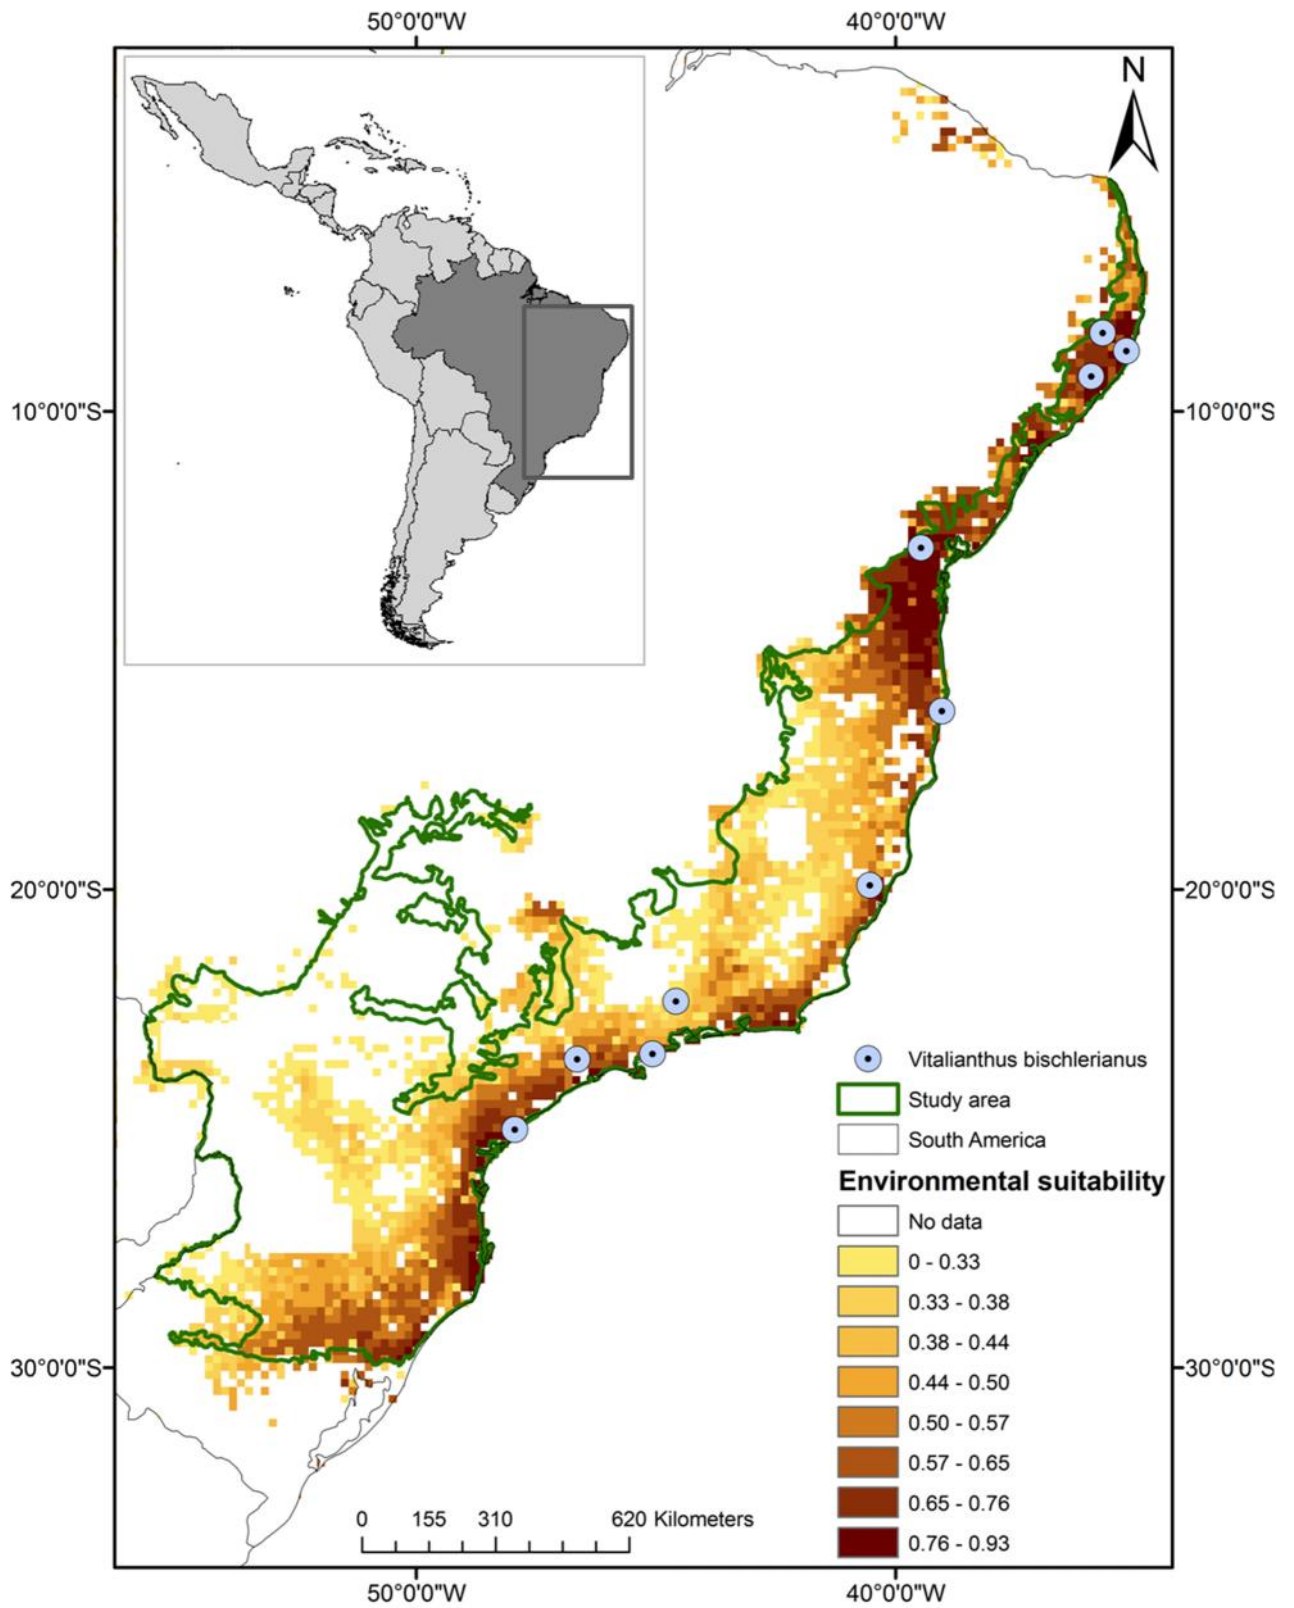 50°0'0"W 40°0'0"W
N
10°0'0"S 10°0'0"S
20°0'0"S 20°0'0"S
Vitalianthus bischlerianus
Study area
South America
Environmental suitability
No data
0 - 0.33
0.33 - 0.38
0.38 - 0.44
30°0'0"S 30°0'0"S
0.44 - 0.50
0.50 - 0.57
0.57 - 0.65
0.65 - 0.76
0.76 - 0.93
0 155 310 620 Kilometers
50°0'0"W 40°0'0"W